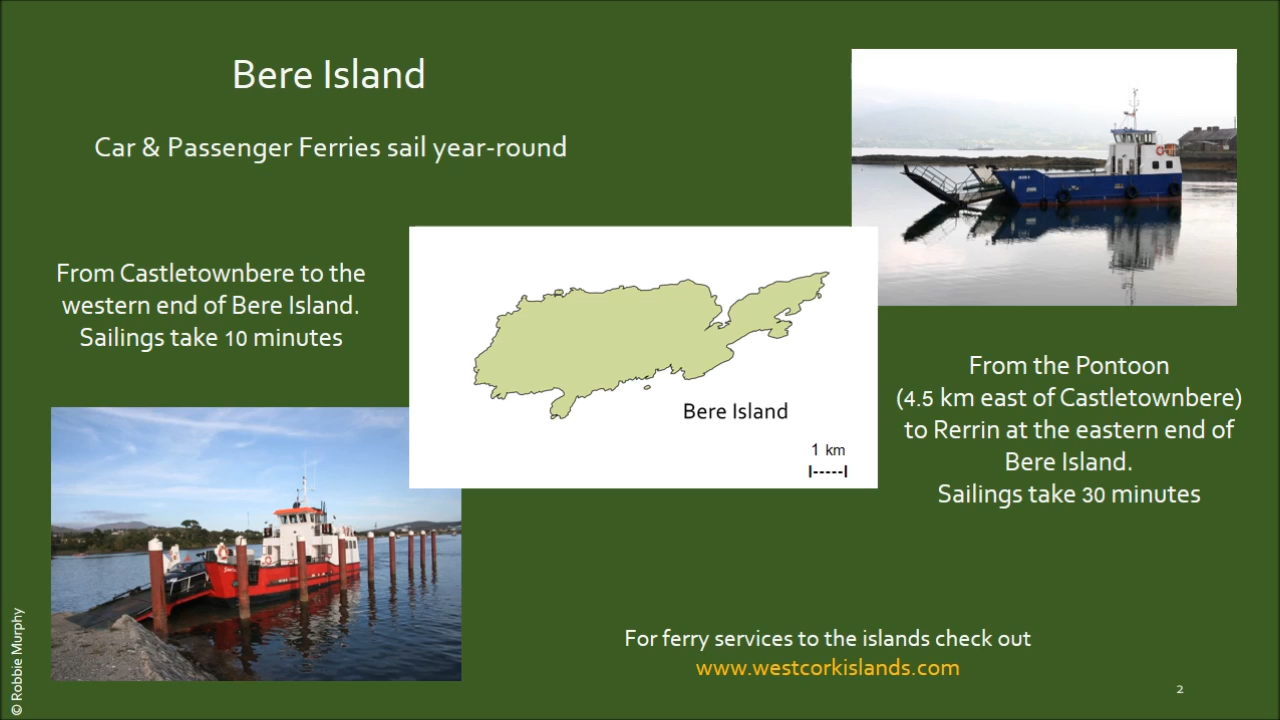 Bere Island
Car & Passenger Ferries sail year-round
From Castletownbere to the
western end of Bere Island.
Sailings take 10 minutes
Bere Island
1 km
From the Pontoon
(4.5 km east of Castletownbere)
to Rerrin at the eastern end of
Bere Island.
Sailings take 30 minutes
For ferry services to the islands check out
www.westcorkislands.com
2
© Robbie Murphy